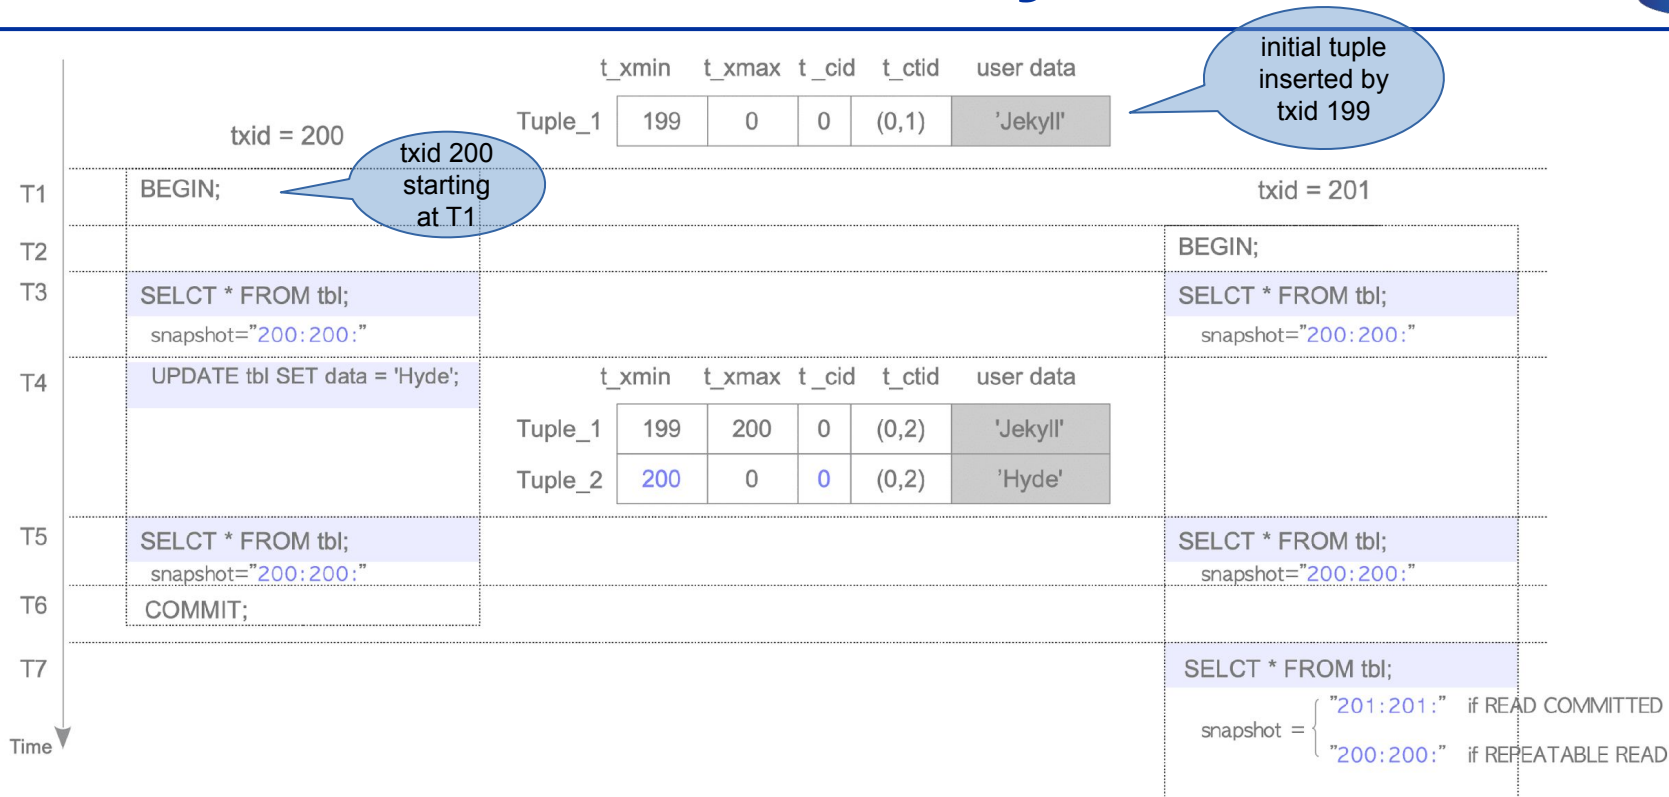 initial tuple
inserted by
txid 199
t_xmin t_xmax t_cid t_ctid user data
Tuple_1 199 0 0 (0,1) 'Jekyll'
txid = 200
txid 200
starting
at T1
T1 BEGIN; txid = 201
T2 BEGIN;
T3 SELCT * FROM tbl; SELCT * FROM tbl;
snapshot="200:200:" snapshot="200:200:"
T4 UPDATE tbl SET data = 'Hyde'; t_xmin t_xmax t_cid t_ctid user data
Tuple_1 199 200 0 (0,2) 'Jekyll'
Tuple_2 200 0 0 (0,2) 'Hyde'
T5 SELCT * FROM tbl; SELCT * FROM tbl;
snapshot="200:200:" snapshot="200:200:"
T6 COMMIT;
T7 SELCT * FROM tbl;
"201:201:" if READ COMMITTED
snapshot =
"200:200:" if REPEATABLE READ
Time